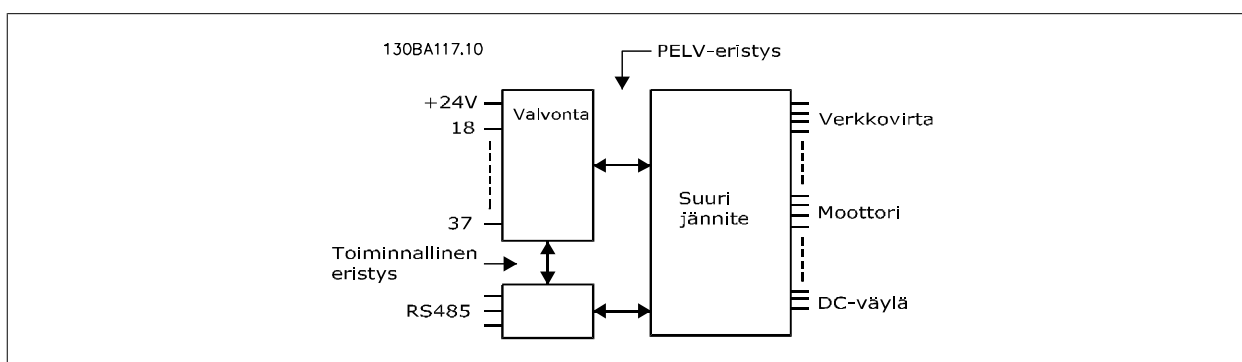 130BA117.10
PELV-eristys
+24V
Valvonta
18
37
Suuri
jännite
Verkkovirta
Moottori
DC-väylä
Toiminnallinen
eristys
RS485